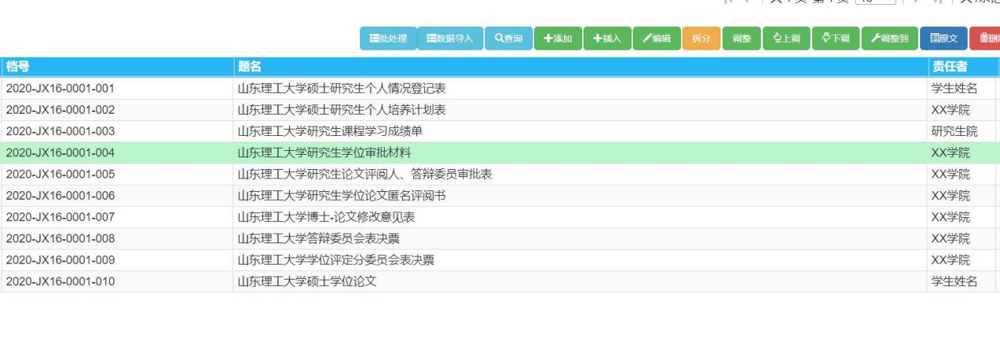 批处理 数据导入 查询 添加 插入 编辑 拆分 调整 上调 下调 调整到 原文
档号 题名 责任者
2020-JX16-0001-001 山东理工大学硕士研究生个人情况登记表 学生姓名
2020-JX16-0001-002 山东理工大学硕士研究生个人培养计划表 XX学院
2020-JX16-0001-003 山东理工大学研究生课程学习成绩单 研究生院
2020-JX16-0001-004 山东理工大学研究生学位审批材料 XX学院
2020-JX16-0001-005 山东理工大学研究生论文评阅人、答辩委员审批表 XX学院
2020-JX16-0001-006 山东理工大学研究生学位论文匿名评阅书 XX学院
2020-JX16-0001-007 山东理工大学博士-论文修改意见表 XX学院
2020-JX16-0001-008 山东理工大学答辩委员会表决票 XX学院
2020-JX16-0001-009 山东理工大学学位评定分委员会表决票 XX学院
2020-JX16-0001-010 山东理工大学硕士学位论文 学生姓名